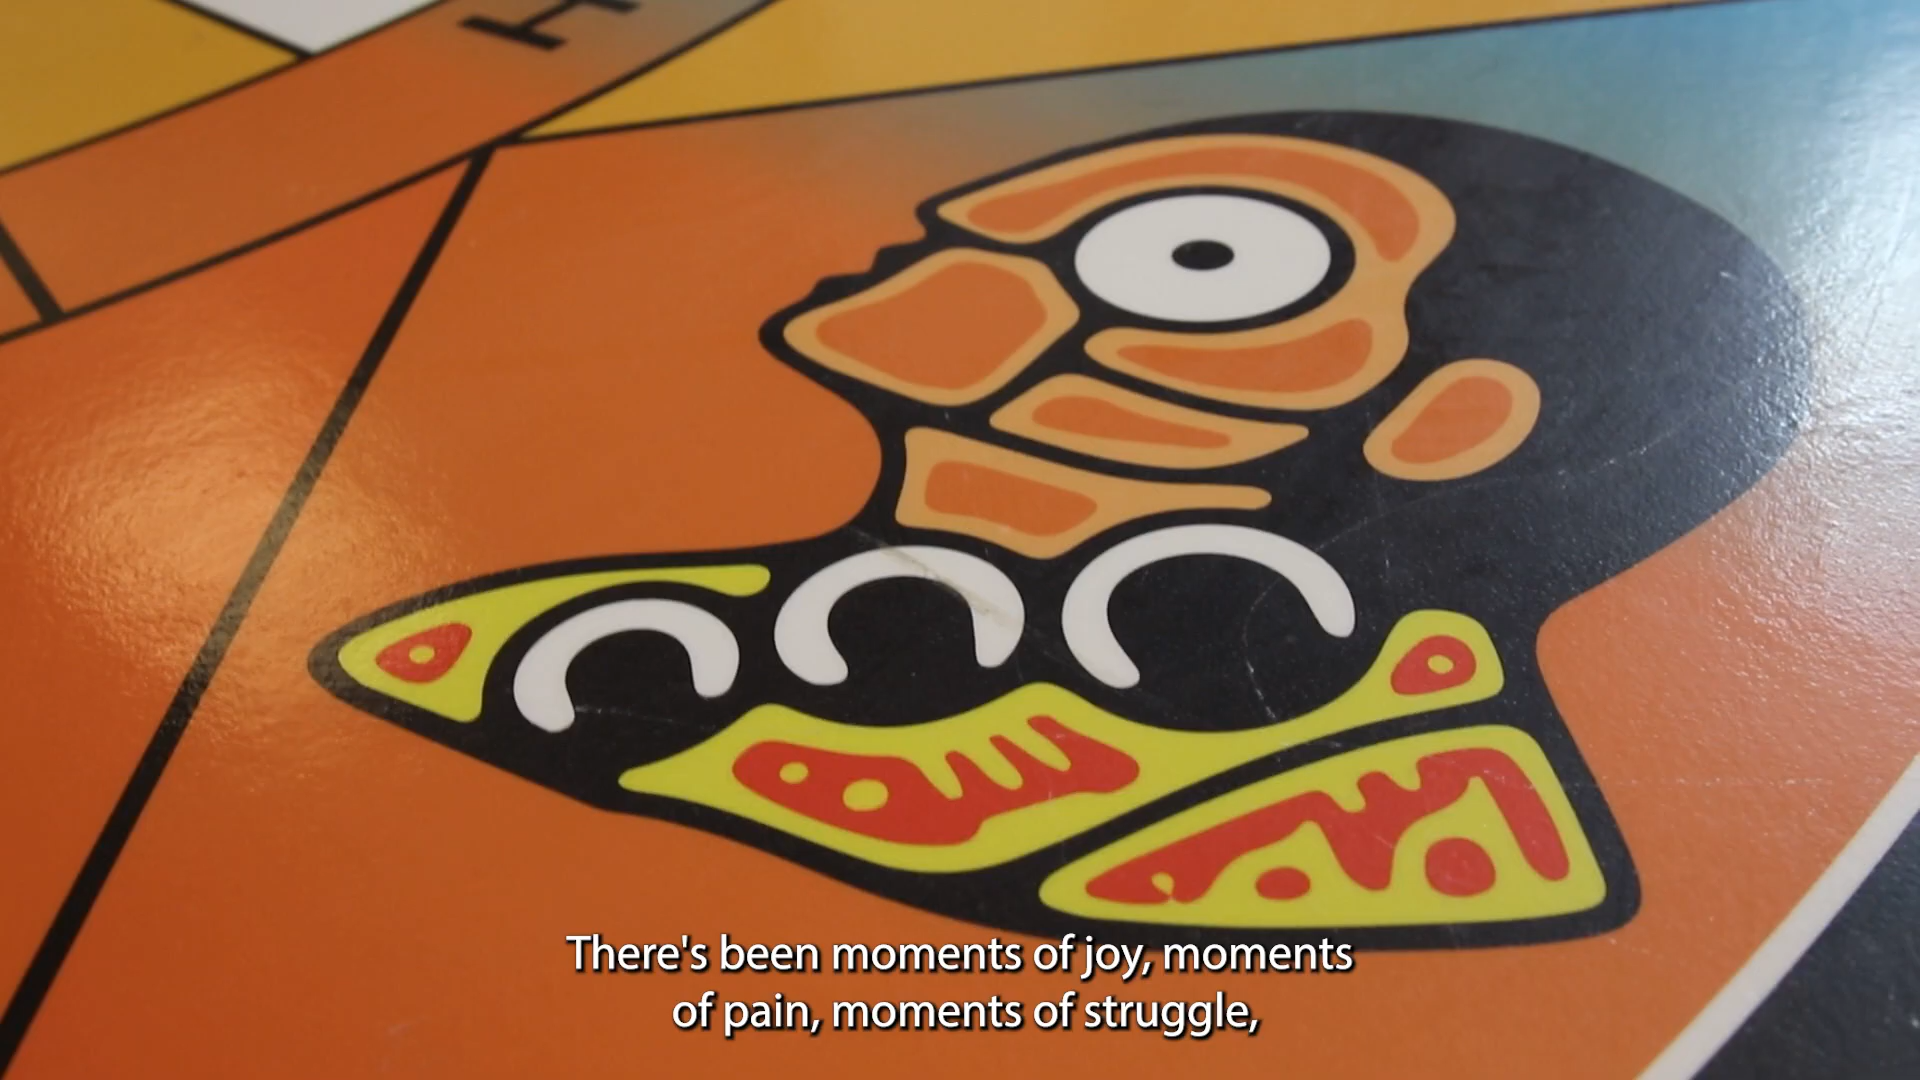 H
There's been moments of joy, moments
of pain, moments of struggle,